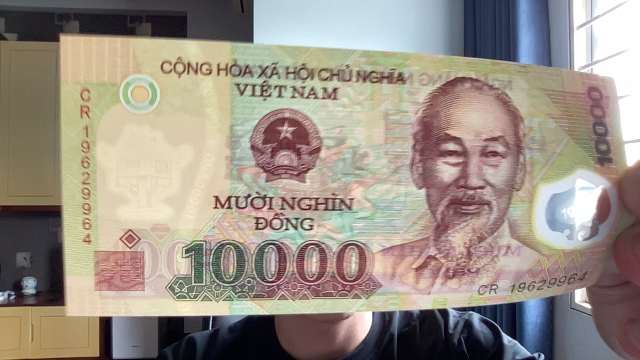 CỘNG HÒA XÃ HỘI CHỦ NGHĨA
VIỆT NAM
CR 19629964
MƯỜI NGHÌN
ĐỒNG
10000
10000
CR 19629964